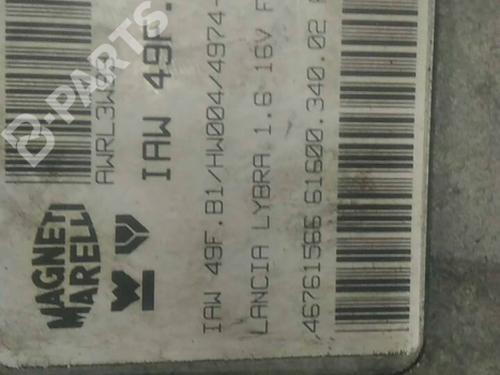 B-PARTS
IAW 49F.
MAGNETI
MARELLI
IAW 49F.B1/HW004/4974-
LANCIA LYBRA 1.6 16V F
46761566 61600.340.02